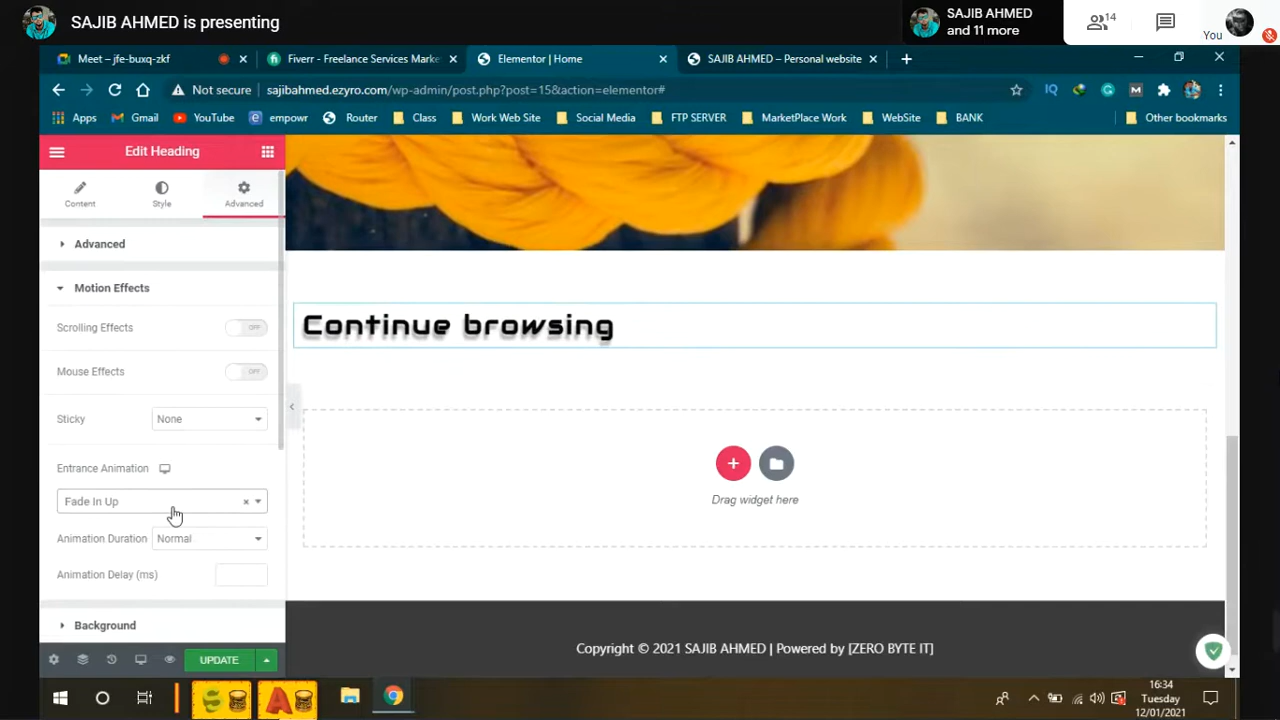 SAJIB AHMED is presenting
SAJIB AHMED
and 11 more
14
You
Meet – jfe-buxq-zkf
Fiverr - Freelance Services Marke
Elementor | Home
SAJIB AHMED – Personal website
Not secure
sajibahmed.ezyro.com/wp-admin/post.php?post=15&action=elementor#
IQ
G
M
Apps
Gmail
YouTube
empowr
Router
Class
Work Web Site
Social Media
FTP SERVER
MarketPlace Work
WebSite
BANK
Other bookmarks
Edit Heading
Content
Style
Advanced
Advanced
Motion Effects
Scrolling Effects
OFF
Mouse Effects
OFF
Sticky
None
Entrance Animation
Fade In Up
Animation Duration
Normal
Animation Delay (ms)
Background
UPDATE
Continue browsing
Drag widget here
Copyright © 2021 SAJIB AHMED | Powered by [ZERO BYTE IT]
16:34
Tuesday
12/01/2021